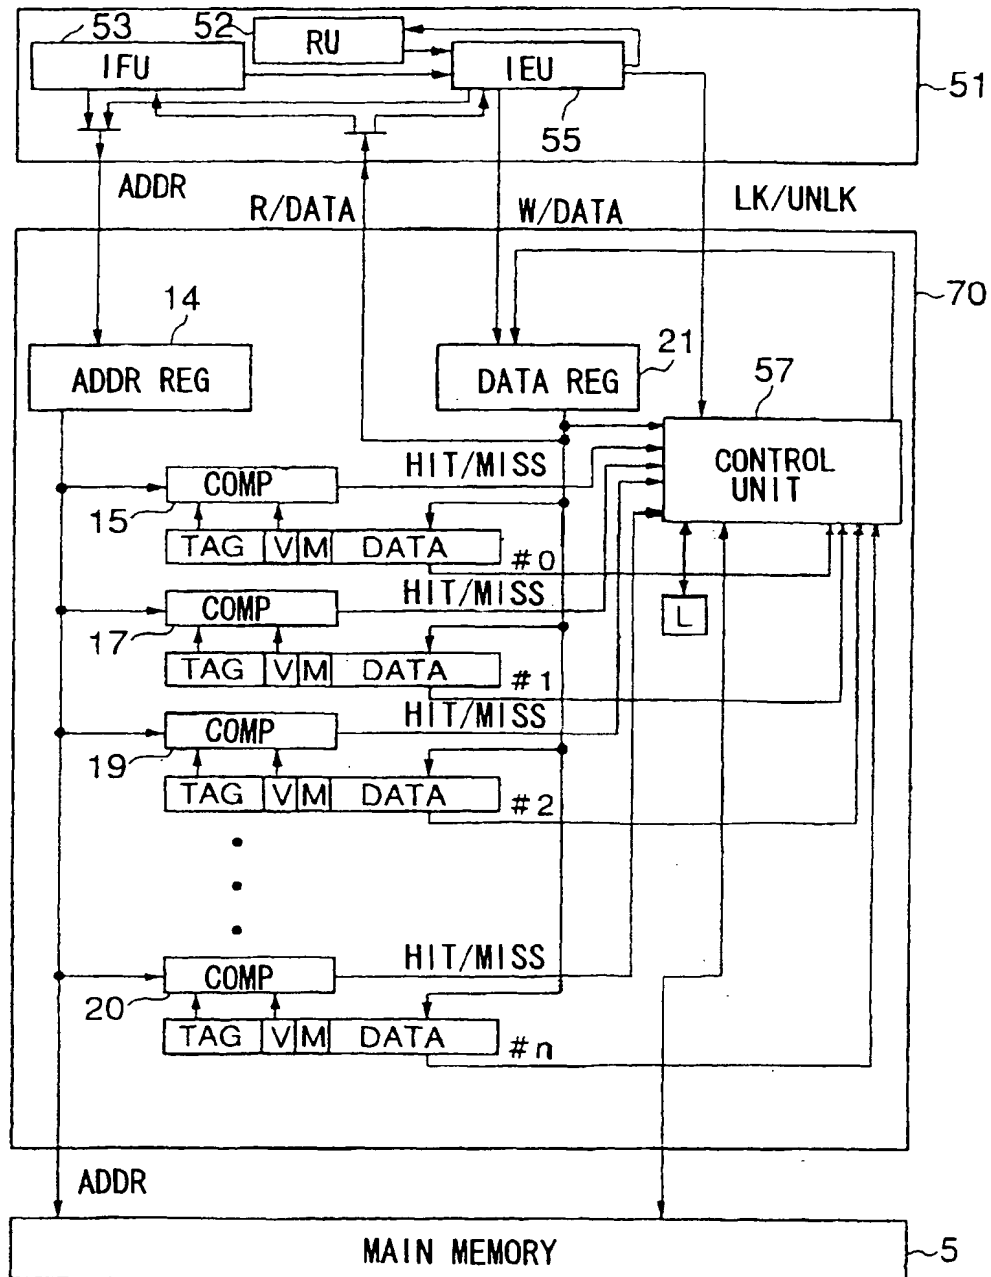 53
52
RU
IFU
IEU
51
55
ADDR
R/DATA
W/DATA
LK/UNLK
70
14
21
57
ADDR REG
DATA REG
CONTROL
UNIT
HIT/MISS
COMP
15
TAG V M DATA #0
L
HIT/MISS
COMP
17
TAG V M DATA #1
HIT/MISS
COMP
19
TAG V M DATA #2
HIT/MISS
COMP
20
TAG V M DATA #n
ADDR
MAIN MEMORY
5